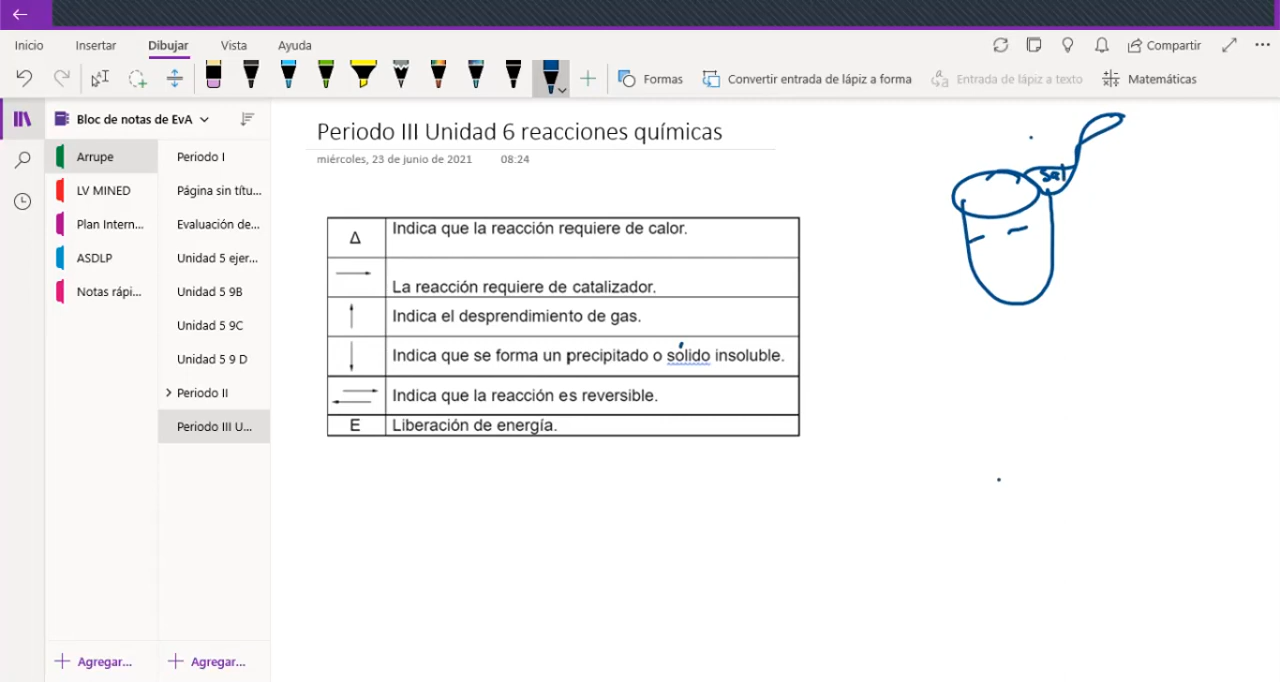 Inicio Insertar Dibujar Vista Ayuda Compartir
Formas Convertir entrada de lápiz a forma Entrada de lápiz a texto Matemáticas
Bloc de notas de EvA
Arrupe
LV MINED
Plan Intern...
ASDLP
Notas rápi...
Agregar...
Periodo I
Página sin títu...
Evaluación de...
Unidad 5 ejer...
Unidad 5 9B
Unidad 5 9C
Unidad 5 9 D
Periodo II
Periodo III U...
Agregar...
Periodo III Unidad 6 reacciones químicas
miércoles, 23 de junio de 2021 08:24
Δ Indica que la reacción requiere de calor.
→ La reacción requiere de catalizador.
↑ Indica el desprendimiento de gas.
↓ Indica que se forma un precipitado o sólido insoluble.
⇄ Indica que la reacción es reversible.
E Liberación de energía.
sal